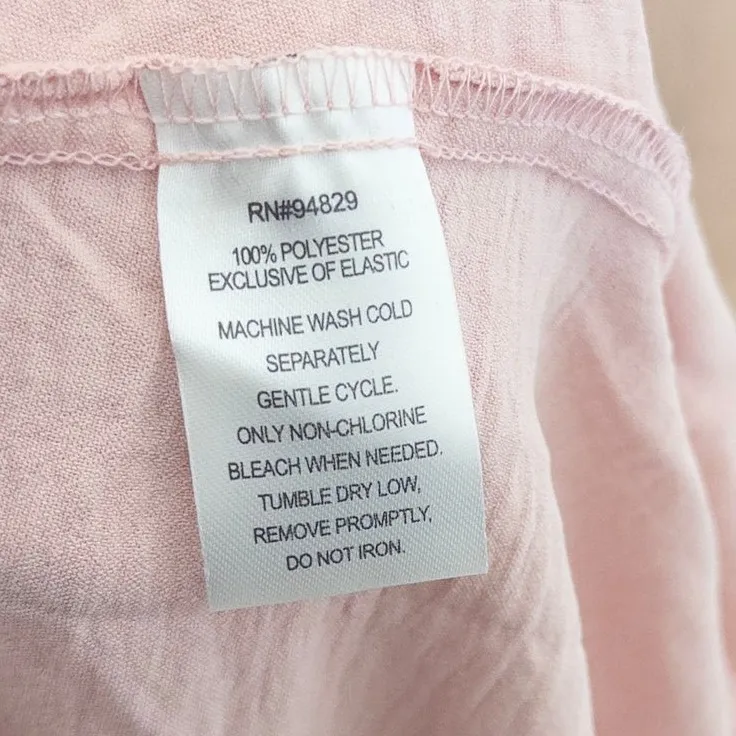 RN#94829
100% POLYESTER
EXCLUSIVE OF ELASTIC
MACHINE WASH COLD
SEPARATELY
GENTLE CYCLE.
ONLY NON-CHLORINE
BLEACH WHEN NEEDED.
TUMBLE DRY LOW,
REMOVE PROMPTLY,
DO NOT IRON.